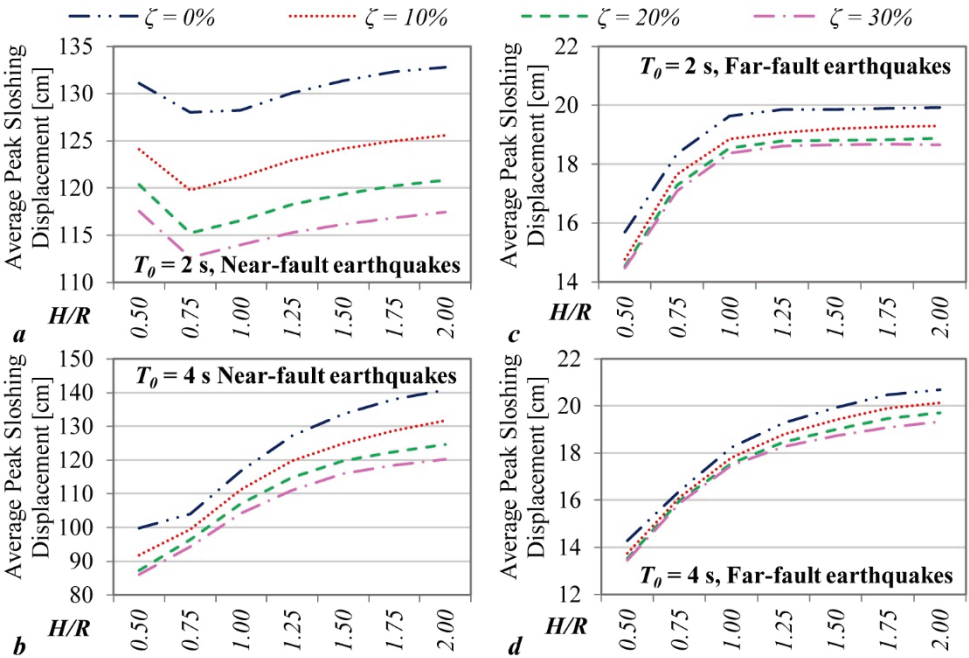 ζ = 0% ζ = 10% ζ = 20% ζ = 30%
Average Peak Sloshing
Displacement [cm]
135
130
125
120
115
110
T0 = 2 s, Near-fault earthquakes
a
H/R
0.50 0.75 1.00 1.25 1.50 1.75 2.00
Average Peak Sloshing
Displacement [cm]
22
20
18
16
14
T0 = 2 s, Far-fault earthquakes
c
H/R
0.50 0.75 1.00 1.25 1.50 1.75 2.00
Average Peak Sloshing
Displacement [cm]
150
140
130
120
110
100
90
80
T0 = 4 s Near-fault earthquakes
b
H/R
0.50 0.75 1.00 1.25 1.50 1.75 2.00
Average Peak Sloshing
Displacement [cm]
22
20
18
16
14
12
T0 = 4 s, Far-fault earthquakes
d
H/R
0.50 0.75 1.00 1.25 1.50 1.75 2.00